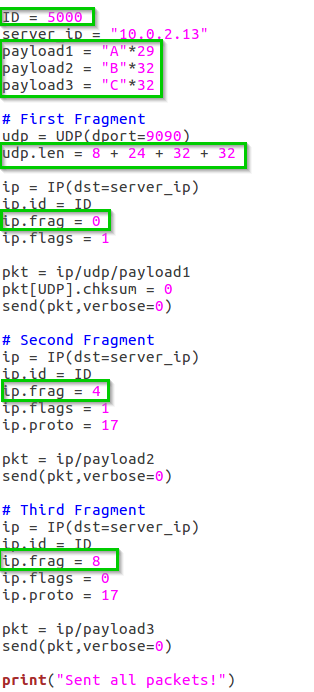 ID = 5000
server_ip = "10.0.2.13"
payload1 = "A"*29
payload2 = "B"*32
payload3 = "C"*32
# First Fragment
udp = UDP(dport=9090)
udp.len = 8 + 24 + 32 + 32
ip = IP(dst=server_ip)
ip.id = ID
ip.frag = 0
ip.flags = 1
pkt = ip/udp/payload1
pkt[UDP].chksum = 0
send(pkt,verbose=0)
# Second Fragment
ip = IP(dst=server_ip)
ip.id = ID
ip.frag = 4
ip.flags = 1
ip.proto = 17
pkt = ip/payload2
send(pkt,verbose=0)
# Third Fragment
ip = IP(dst=server_ip)
ip.id = ID
ip.frag = 8
ip.flags = 0
ip.proto = 17
pkt = ip/payload3
send(pkt,verbose=0)
print("Sent all packets!")